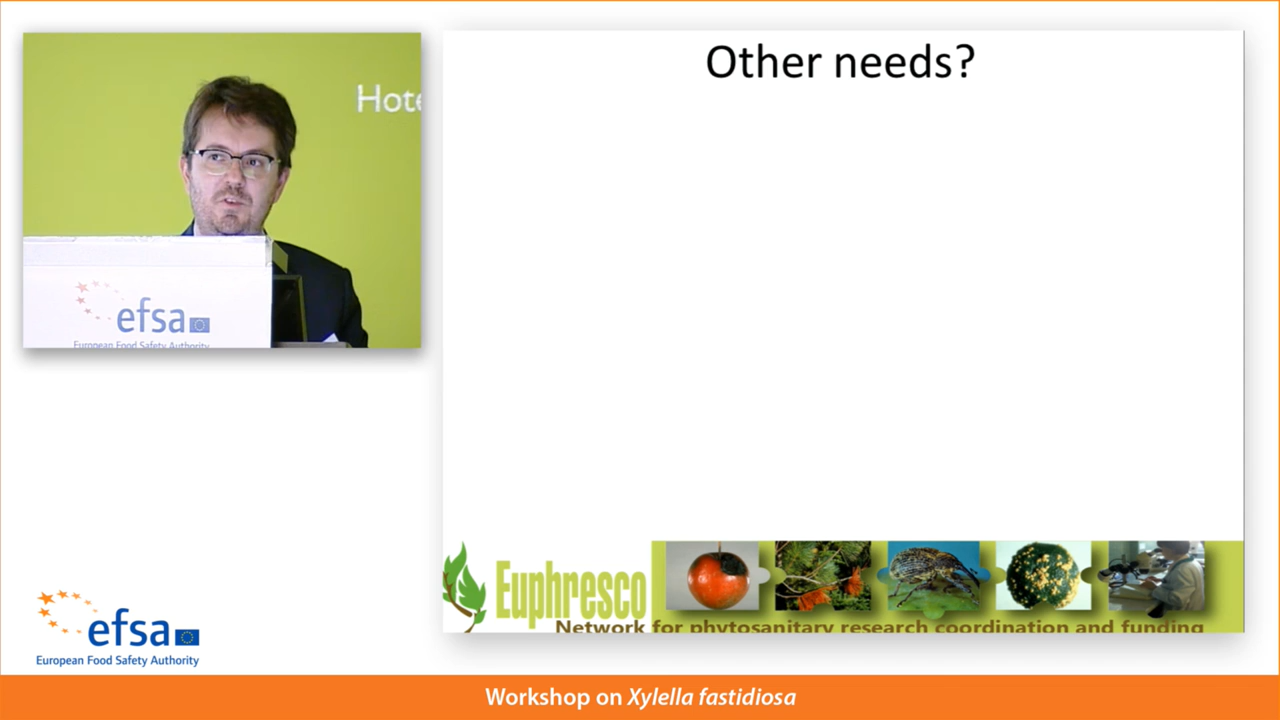 Other needs?
Hote
efsa
European Food Safety Authority
Euphresco
Network for phytosanitary research coordination and funding
efsa
European Food Safety Authority
Workshop on Xylella fastidiosa